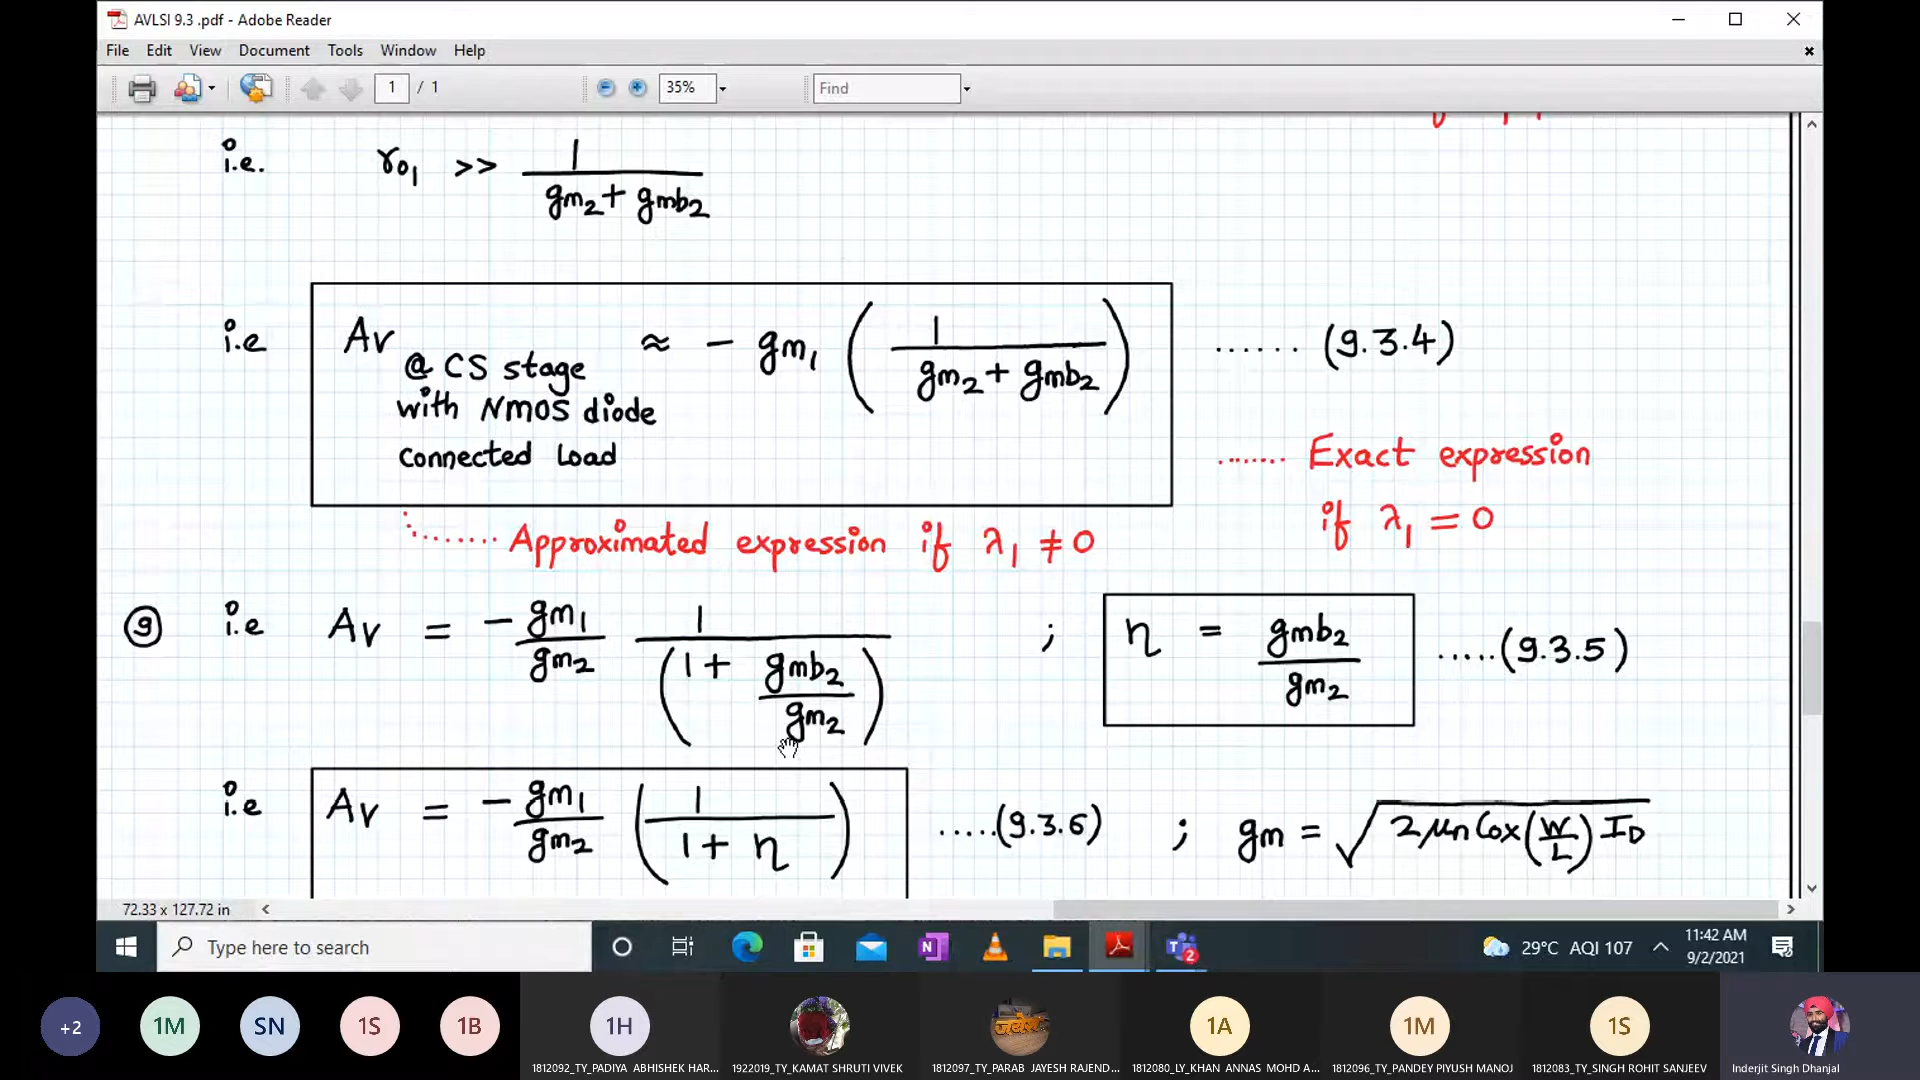 AVLSI 9.3 .pdf - Adobe Reader
File Edit View Document Tools Window Help
1 / 1 35% Find
i.e. ro1 >> 1 / (gm2 + gmb2)
i.e Av @ CS stage with NMOS diode connected load ≈ - gm1 ( 1 / (gm2 + gmb2) ) ...... (9.3.4)
....... Exact expression
if λ1 = 0
....... Approximated expression if λ1 ≠ 0
9 i.e Av = - gm1/gm2 1 / (1 + gmb2/gm2) ; η = gmb2/gm2 .....(9.3.5)
i.e Av = - gm1/gm2 ( 1 / (1 + η) ) .....(9.3.6) ; gm = √(2 μn Cox (W/L) ID)
72.33 x 127.72 in
Type here to search
2
29°C AQI 107
11:42 AM
9/2/2021
+2 1M SN 1S 1B 1H 1A 1M 1S
1812092_TY_PADIYA ABHISHEK HAR...
1922019_TY_KAMAT SHRUTI VIVEK
1812097_TY_PARAB JAYESH RAJEND...
1812080_LY_KHAN ANNAS MOHD A...
1812096_TY_PANDEY PIYUSH MANOJ
1812083_TY_SINGH ROHIT SANJEEV
Inderjit Singh Dhanjal